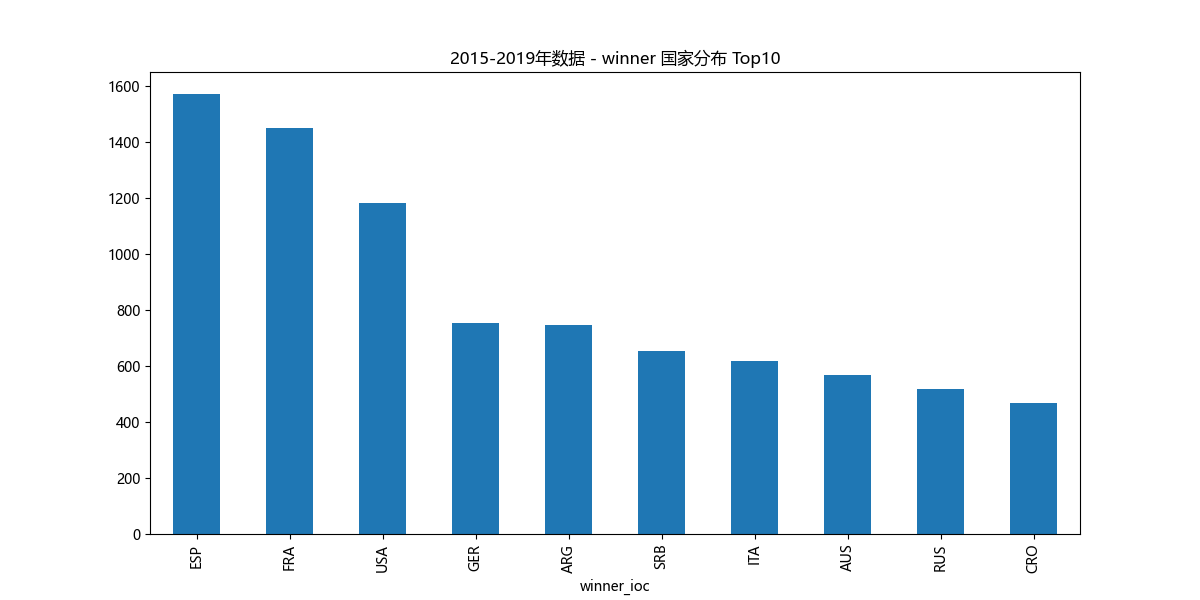 2015-2019年数据 - winner 国家分布 Top10
1600
1400
1200
1000
800
600
400
200
0
ESP
FRA
USA
GER
ARG
SRB
ITA
AUS
RUS
CRO
winner_ioc